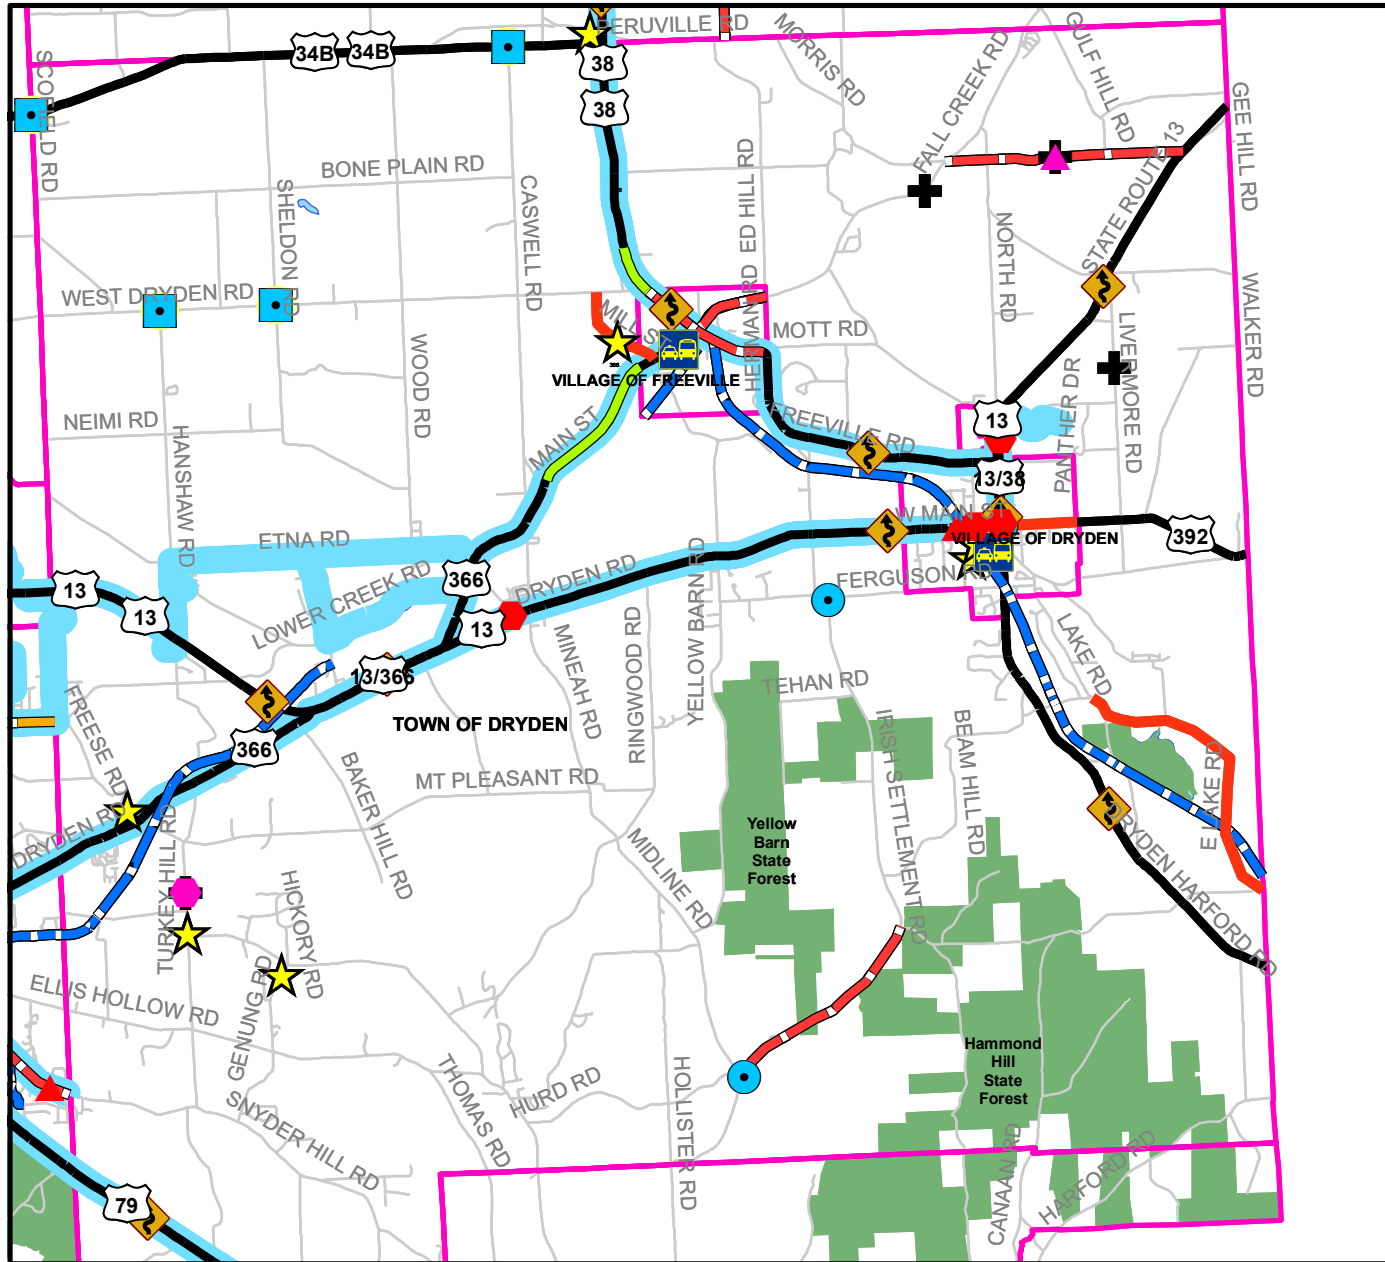 PERUVILLE RD
34B
34B
38
38
SCOFIELD RD
MORRIS RD
GULF HILL RD
FALL CREEK RD
GEE HILL RD
STATE ROUTE 13
BONE PLAIN RD
SHELDON RD
CASWELL RD
HERMAN RD
ED HILL RD
NORTH RD
WALKER RD
WEST DRYDEN RD
MILL ST
MOTT RD
LIVERMORE RD
WOOD RD
366
VILLAGE OF FREEVILLE
PANTHER DR
NEIMI RD
HANSHAW RD
MAIN ST
FREEVILLE RD
13
13/38
W MAIN ST
VILLAGE OF DRYDEN
392
ETNA RD
LOWER CREEK RD
366
DRYDEN RD
YELLOW BARN RD
FERGUSON RD
13
13
13
MINEAH RD
RINGWOOD RD
LAKE RD
13/366
TEHAN RD
FREESE RD
TOWN OF DRYDEN
IRISH SETTLEMENT RD
BEAM HILL RD
366
BAKER HILL RD
MT PLEASANT RD
E LAKE RD
DRYDEN RD
TURKEY HILL RD
MIDLINE RD
Yellow
Barn
State
Forest
DRYDEN HARFORD RD
HICKORY RD
GENUNG RD
ELLIS HOLLOW RD
Hammond
Hill
State
Forest
SNYDER HILL RD
THOMAS RD
HURD RD
HOLLISTER RD
CANAAN RD
HARFORD RD
79